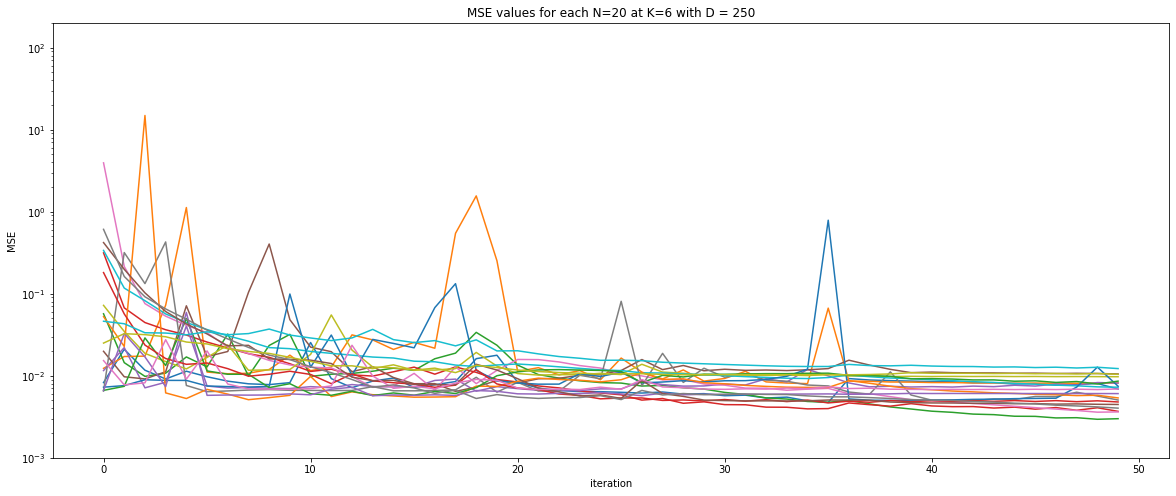 MSE values for each N=20 at K=6 with D = 250
10²
10¹
10⁰
10⁻¹
10⁻²
10⁻³
MSE
0 10 20 30 40 50
iteration